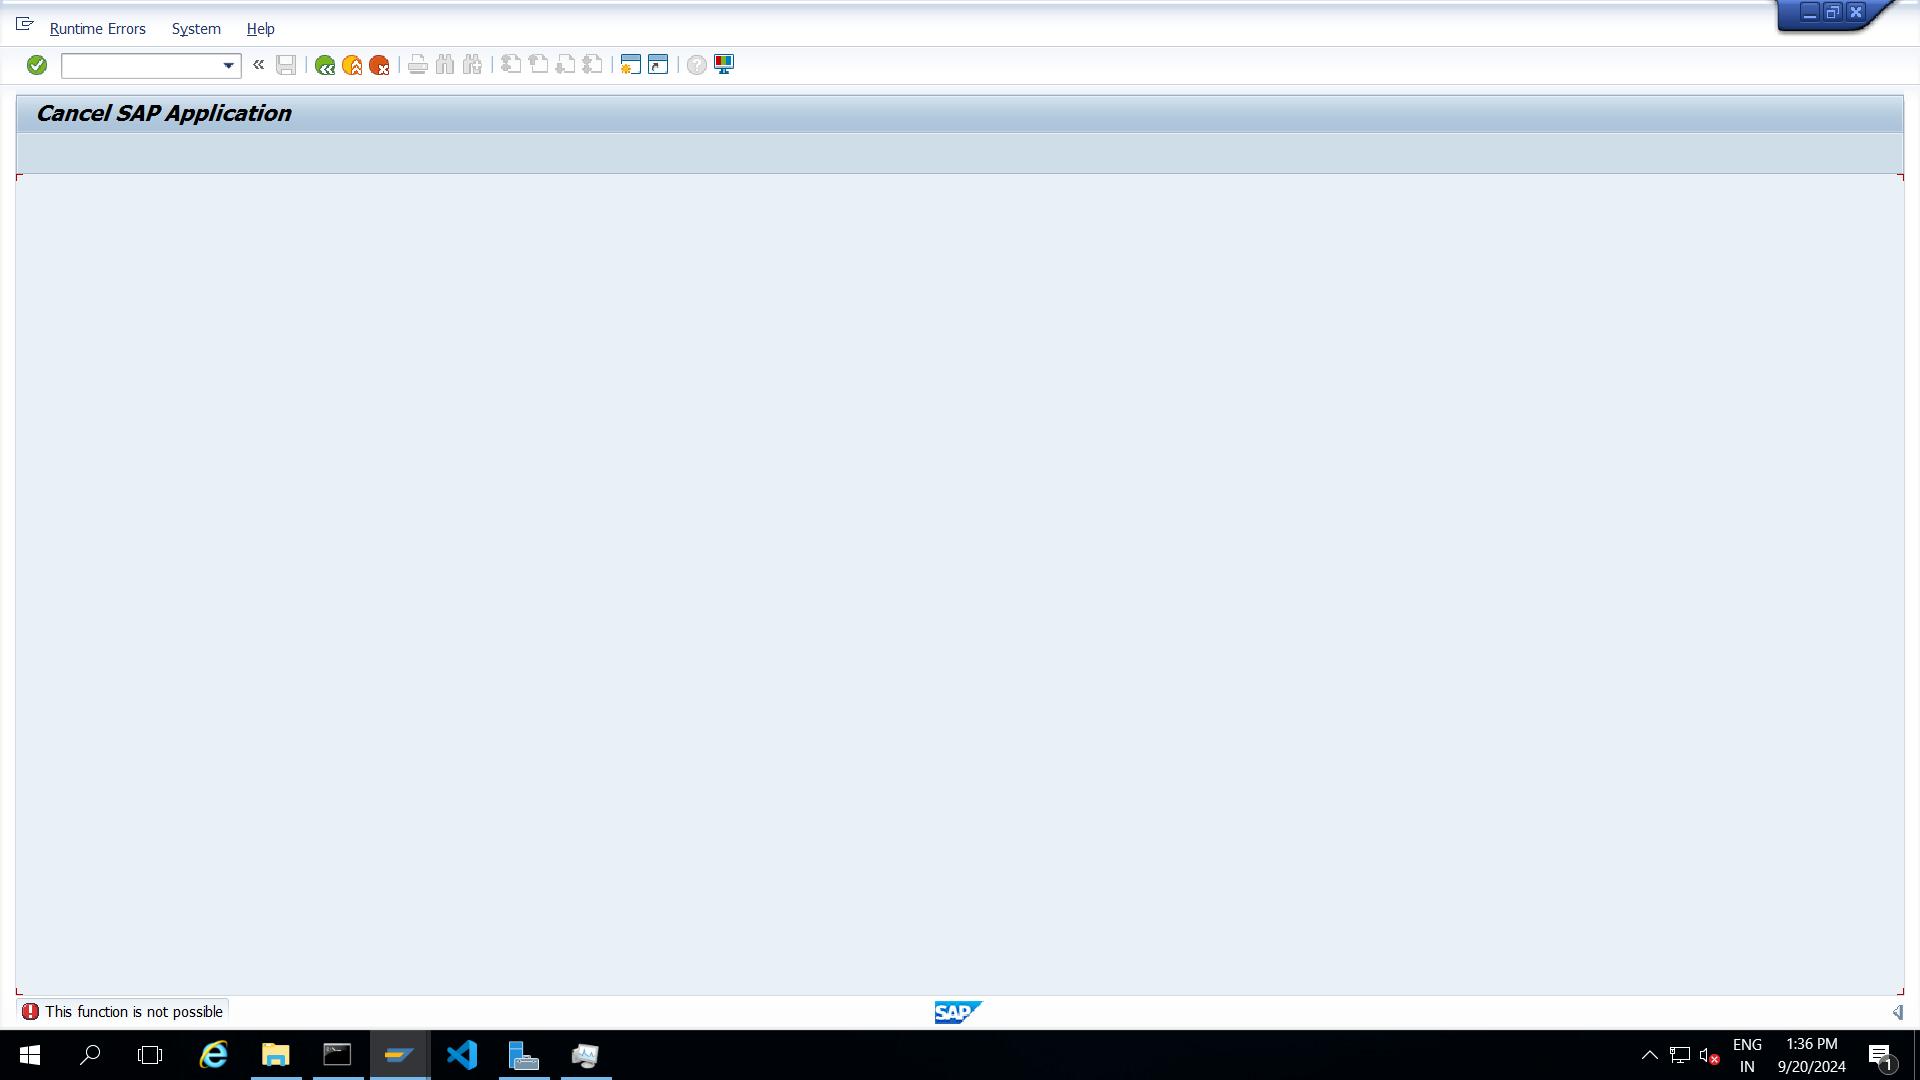 Runtime Errors System Help
Cancel SAP Application
This function is not possible
SAP
ENG
IN
1:36 PM
9/20/2024
1